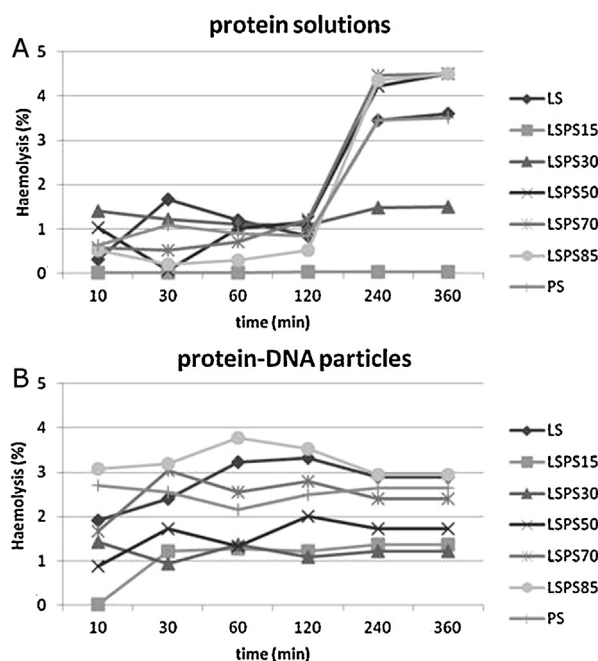 protein solutions
A
5
4
3
2
1
0
Haemolysis (%)
10 30 60 120 240 360
time (min)
LS
LSPS15
LSPS30
LSPS50
LSPS70
LSPS85
PS
protein-DNA particles
B
5
4
3
2
1
0
Haemolysis (%)
10 30 60 120 240 360
time (min)
LS
LSPS15
LSPS30
LSPS50
LSPS70
LSPS85
PS